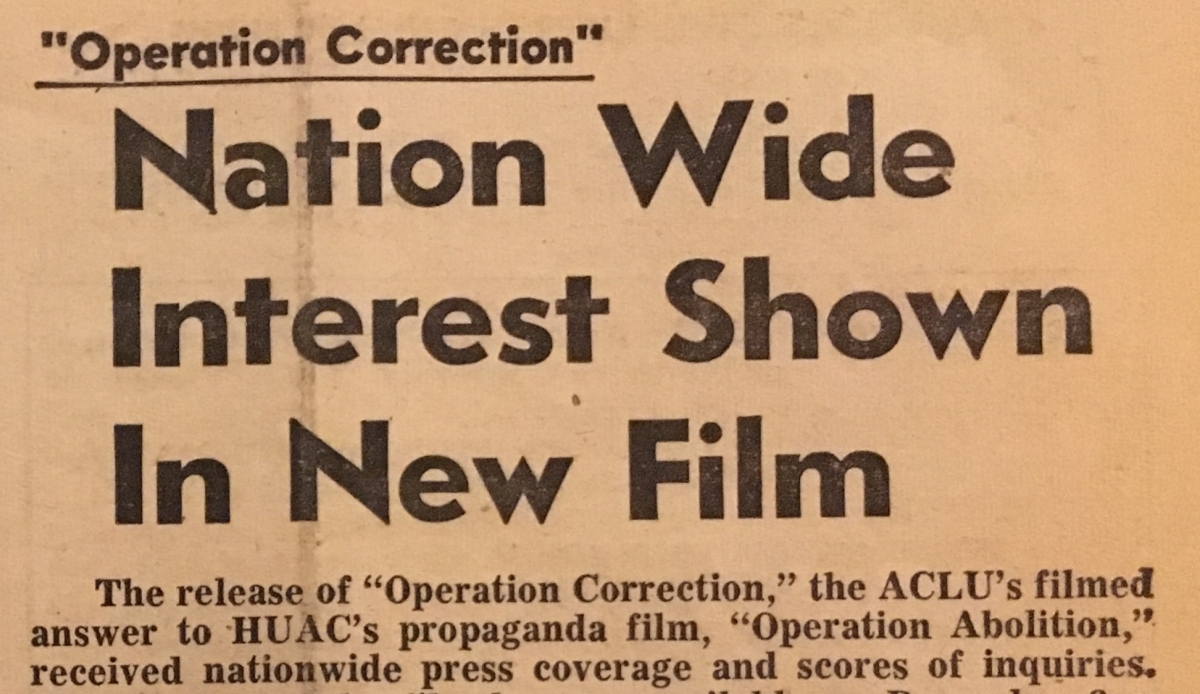 "Operation Correction"
Nation Wide
Interest Shown
In New Film
The release of “Operation Correction,” the ACLU’s filmed
answer to HUAC’s propaganda film, “Operation Abolition,”
received nationwide press coverage and scores of inquiries.